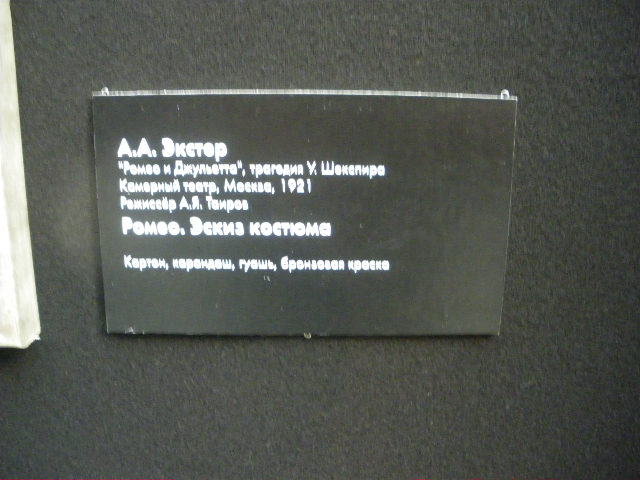 А.А. Экстер
"Ромео и Джульетта", трагедия У. Шекспира
Камерный театр, Москва, 1921
Режиссёр А.Я. Таиров
Ромео. Эскиз костюма
Картон, карандаш, гуашь, бронзовая краска